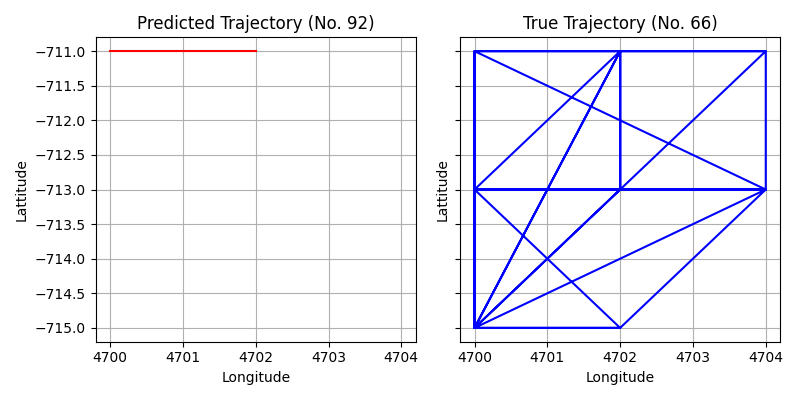 Predicted Trajectory (No. 92)
True Trajectory (No. 66)
−711.0
−711.5
−712.0
−712.5
−713.0
−713.5
−714.0
−714.5
−715.0
Lattitude
Lattitude
4700 4701 4702 4703 4704
4700 4701 4702 4703 4704
Longitude
Longitude